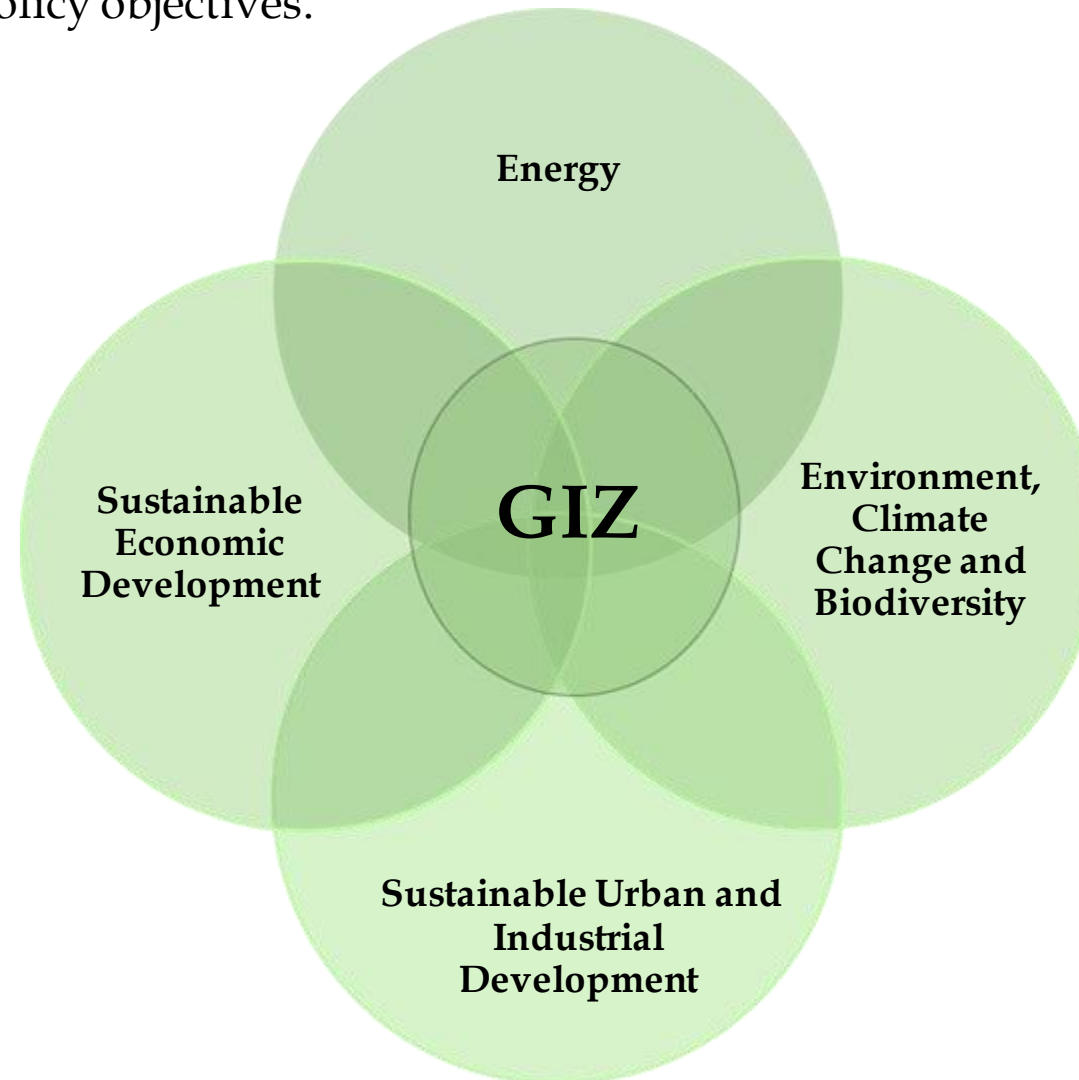 olicy objectives.
Energy
Sustainable
Economic
Development
GIZ
Environment,
Climate
Change and
Biodiversity
Sustainable Urban and
Industrial
Development